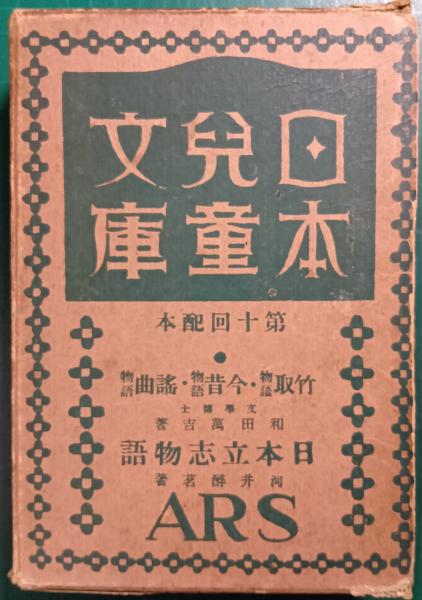 日本
兒童
文庫
第十回配本
竹取物語・今昔物語・謠曲物語
文學博士
和田萬吉著
日本立志物語
河井醉茗著
ARS